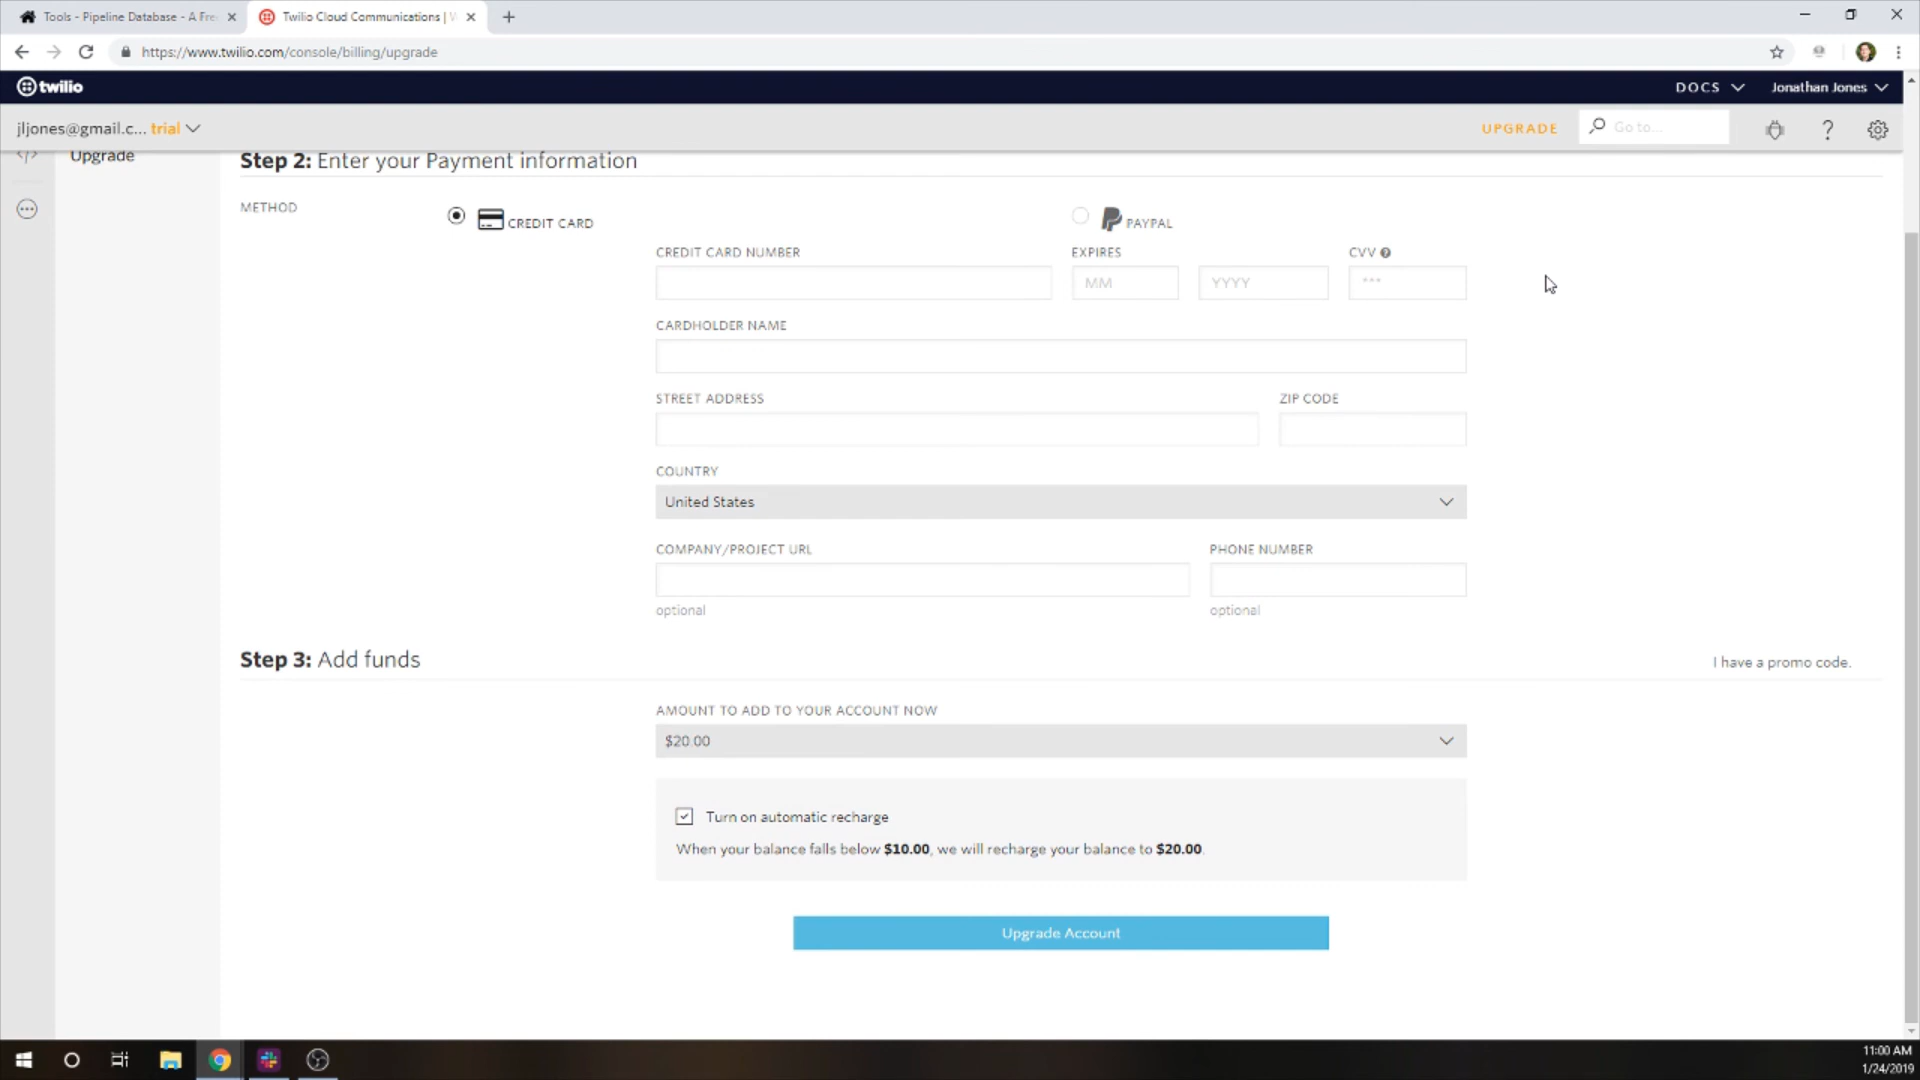 Tools - Pipeline Database - A Fre
Twilio Cloud Communications | V
https://www.twilio.com/console/billing/upgrade
twilio
DOCS
Jonathan Jones
jljones@gmail.c... trial
UPGRADE
Go to...
Upgrade
Step 2: Enter your Payment information
METHOD
CREDIT CARD
PAYPAL
CREDIT CARD NUMBER
EXPIRES
CVV
MM
YYYY
***
CARDHOLDER NAME
STREET ADDRESS
ZIP CODE
COUNTRY
United States
COMPANY/PROJECT URL
PHONE NUMBER
optional
optional
Step 3: Add funds
I have a promo code.
AMOUNT TO ADD TO YOUR ACCOUNT NOW
$20.00
Turn on automatic recharge
When your balance falls below $10.00, we will recharge your balance to $20.00.
Upgrade Account
11:00 AM
1/24/2019